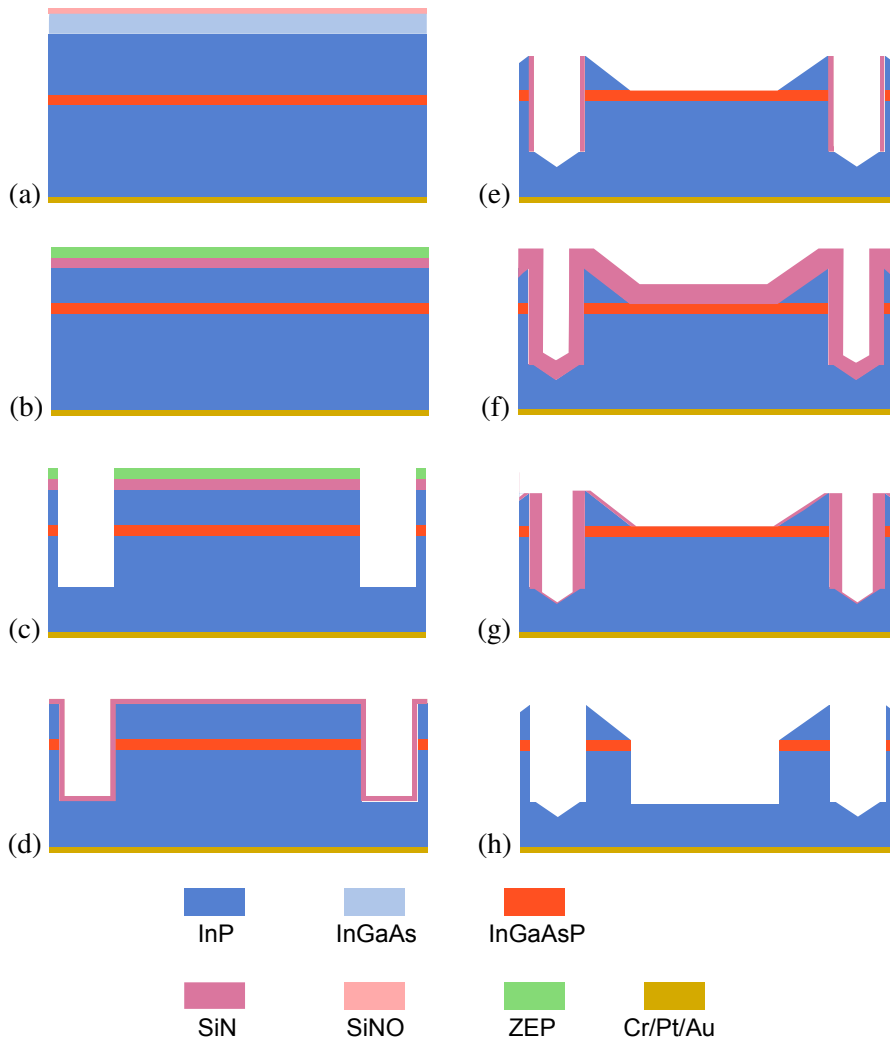 (a)
(b)
(c)
(d)
(e)
(f)
(g)
(h)
InP
InGaAs
InGaAsP
SiN
SiNO
ZEP
Cr/Pt/Au